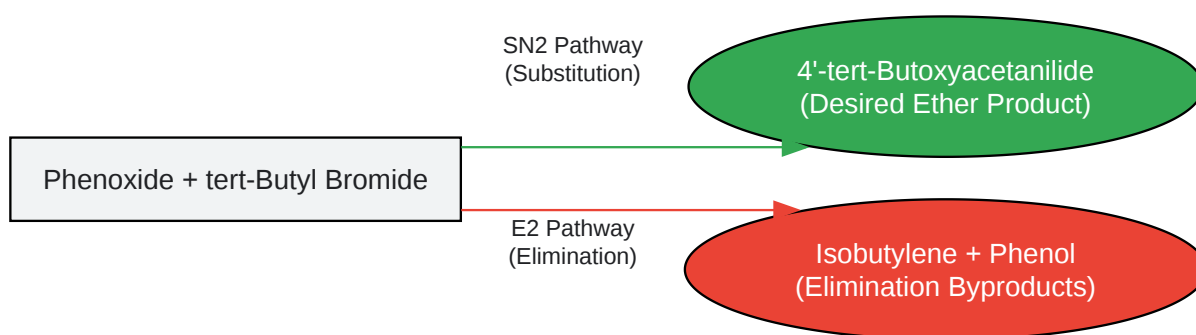 SN2 Pathway
(Substitution)
4'-tert-Butoxyacetanilide
(Desired Ether Product)
Phenoxide + tert-Butyl Bromide
E2 Pathway
(Elimination)
Isobutylene + Phenol
(Elimination Byproducts)